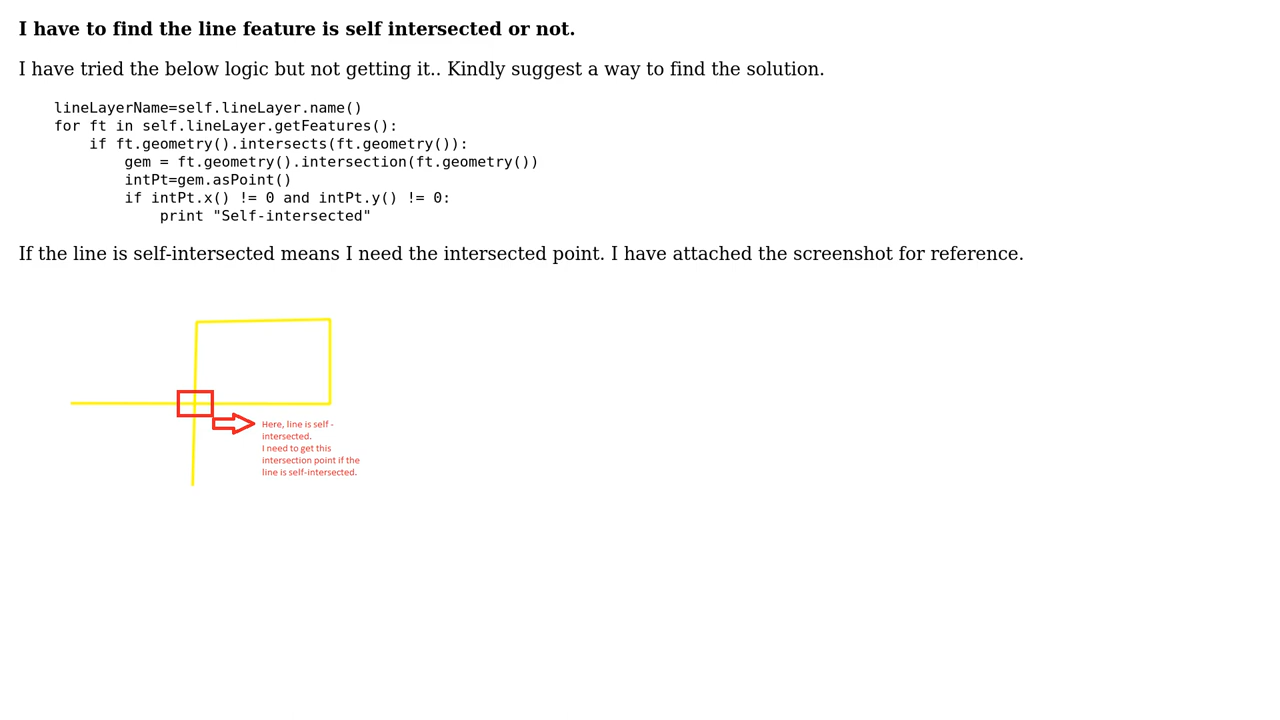 I have to find the line feature is self intersected or not.
I have tried the below logic but not getting it.. Kindly suggest a way to find the solution.
lineLayerName=self.lineLayer.name()
for ft in self.lineLayer.getFeatures():
    if ft.geometry().intersects(ft.geometry()):
        gem = ft.geometry().intersection(ft.geometry())
        intPt=gem.asPoint()
        if intPt.x() != 0 and intPt.y() != 0:
            print "Self-intersected"
If the line is self-intersected means I need the intersected point. I have attached the screenshot for reference.
Here, line is self -
intersected.
I need to get this
intersection point if the
line is self-intersected.